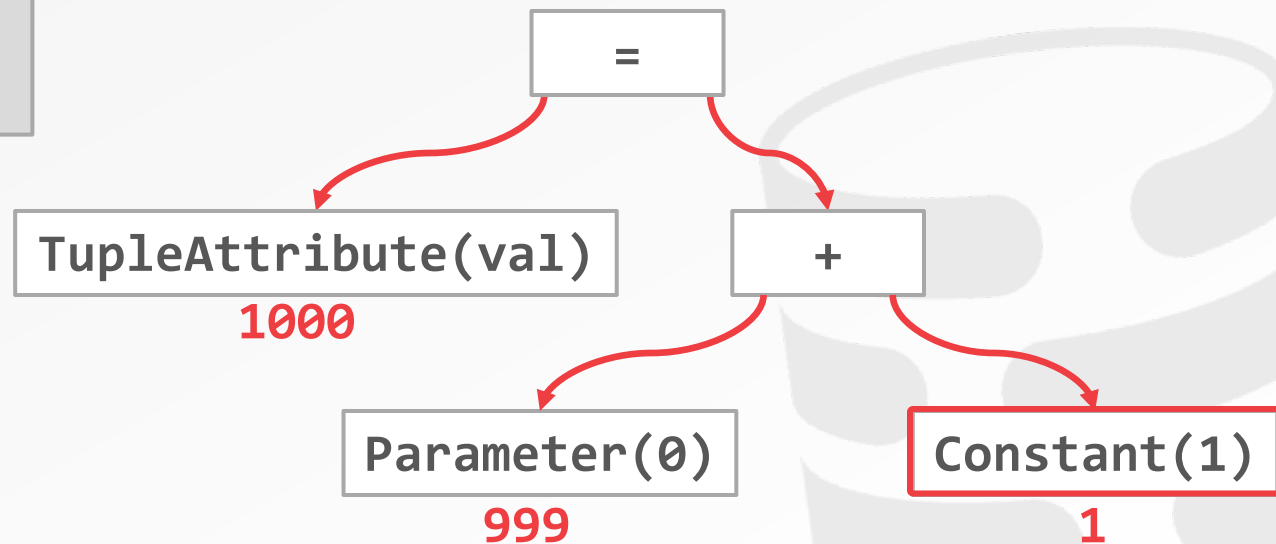 =
TupleAttribute(val)
+
1000
Parameter(0)
Constant(1)
999
1